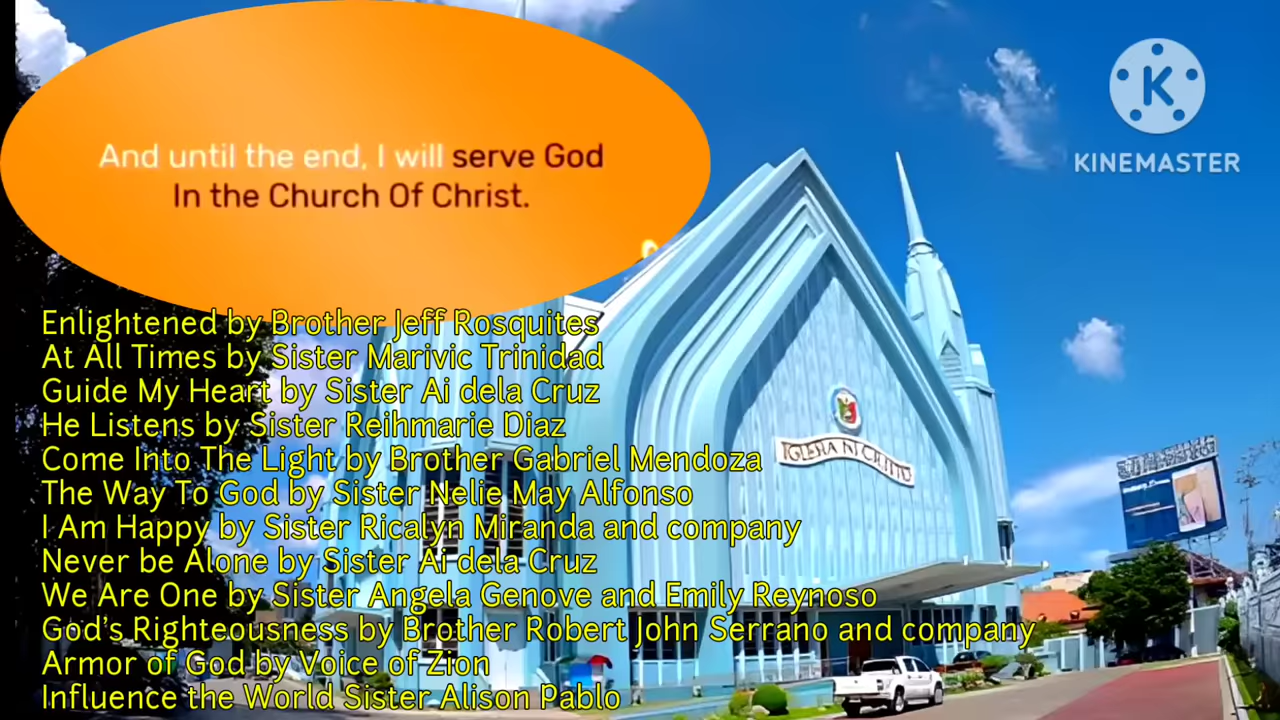 And until the end, I will serve God
In the Church Of Christ.
KINEMASTER
Enlightened by Brother Jeff Rosquites
At All Times by Sister Marivic Trinidad
Guide My Heart by Sister Ai dela Cruz
He Listens by Sister Reihmarie Diaz
Come Into The Light by Brother Gabriel Mendoza
The Way To God by Sister Nelie May Alfonso
I Am Happy by Sister Ricalyn Miranda and company
Never be Alone by Sister Ai dela Cruz
We Are One by Sister Angela Genove and Emily Reynoso
God's Righteousness by Brother Robert John Serrano and company
Armor of God by Voice of Zion
Influence the World Sister Alison Pablo
IGLESIA NI CRISTO